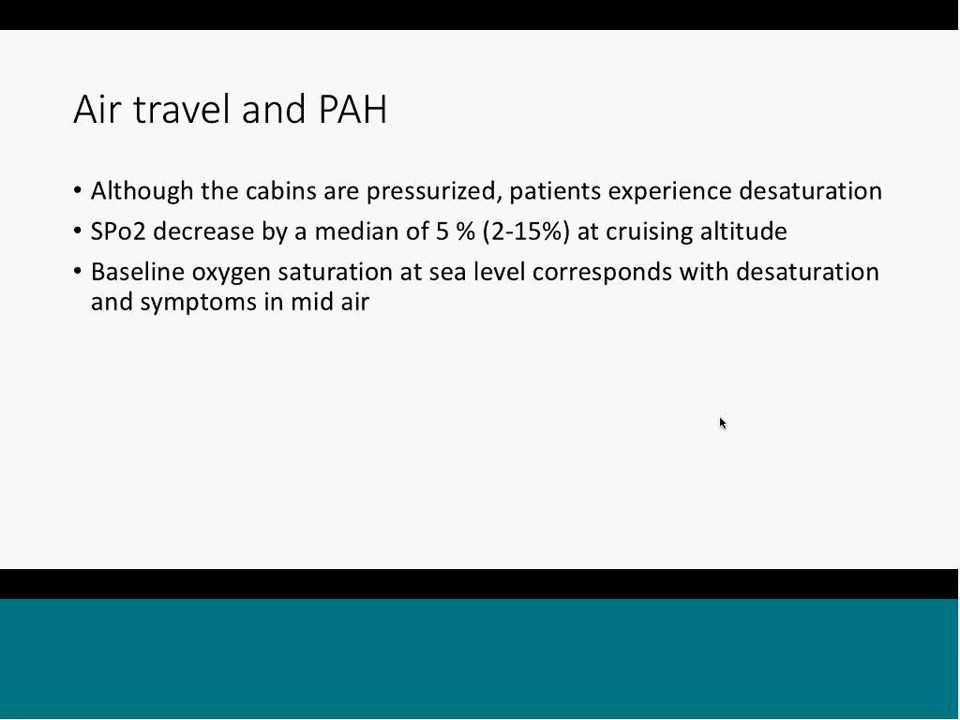 Air travel and PAH
• Although the cabins are pressurized, patients experience desaturation
• SPo2 decrease by a median of 5 % (2-15%) at cruising altitude
• Baseline oxygen saturation at sea level corresponds with desaturation
and symptoms in mid air